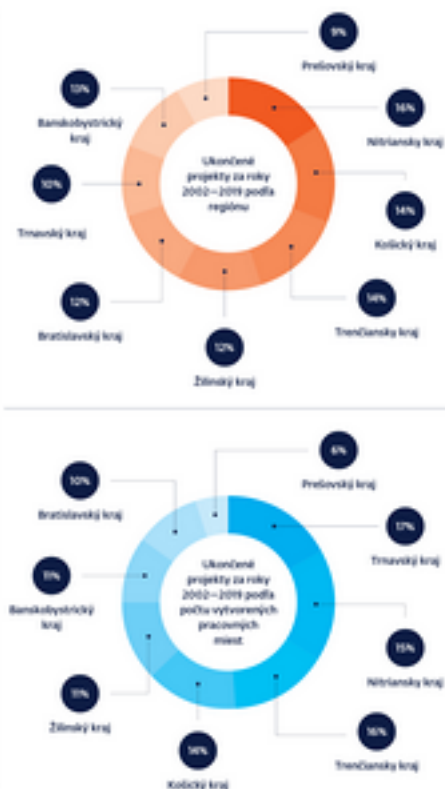 9%
Prešovský kraj
13%
Banskobystrický
kraj
16%
Nitriansky kraj
Ukončené
projekty za roky
2002—2019 podľa
regiónu
10%
Trnavský kraj
14%
Košický kraj
12%
Bratislavský kraj
14%
Trenčiansky kraj
12%
Žilinský kraj
6%
Prešovský kraj
10%
Bratislavský kraj
17%
Trnavský kraj
Ukončené
projekty za roky
2002—2019 podľa
počtu vytvorených
pracovných
miest
11%
Banskobystrický
kraj
15%
Nitriansky kraj
11%
Žilinský kraj
16%
Trenčiansky kraj
14%
Košický kraj